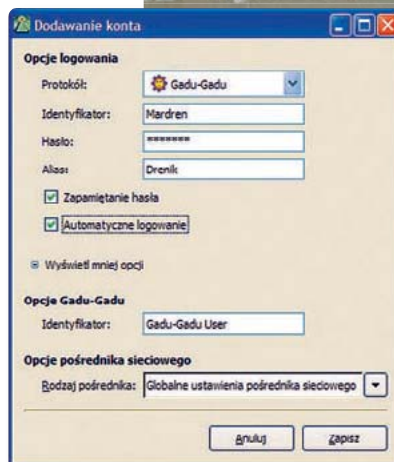 Dodawanie konta
Opcje logowania
Protokół: Gadu-Gadu
Identyfikator: Mardren
Hasło: *******
Alias: Drenik
Zapamiętanie hasła
Automatyczne logowanie
Wyświetl mniej opcji
Opcje Gadu-Gadu
Identyfikator: Gadu-Gadu User
Opcje pośrednika sieciowego
Rodzaj pośrednika: Globalne ustawienia pośrednika sieciowego
Anuluj Zapisz